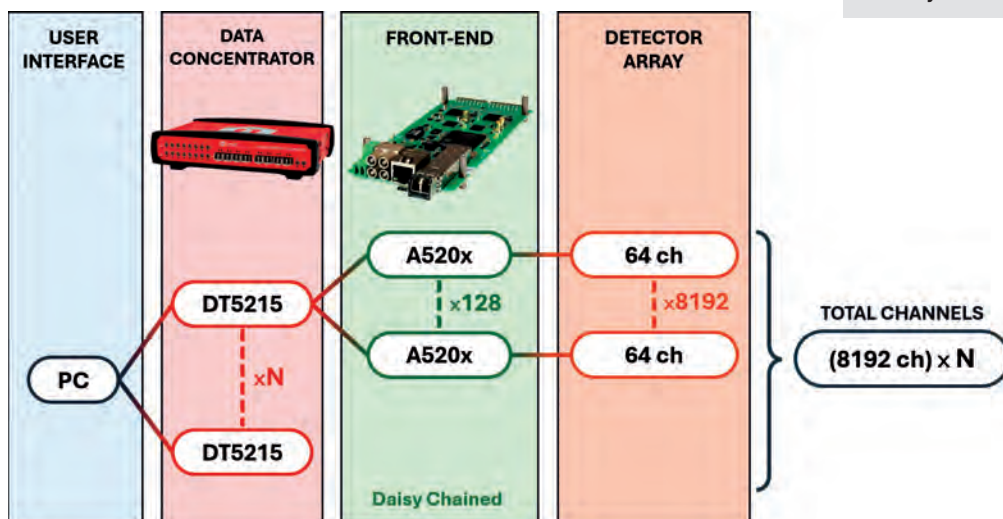 USER
INTERFACE
DATA
CONCENTRATOR
FRONT-END
DETECTOR
ARRAY
A520x
64 ch
DT5215
x128
x8192
TOTAL CHANNELS
A520x
64 ch
(8192 ch) x N
PC
xN
DT5215
Daisy Chained